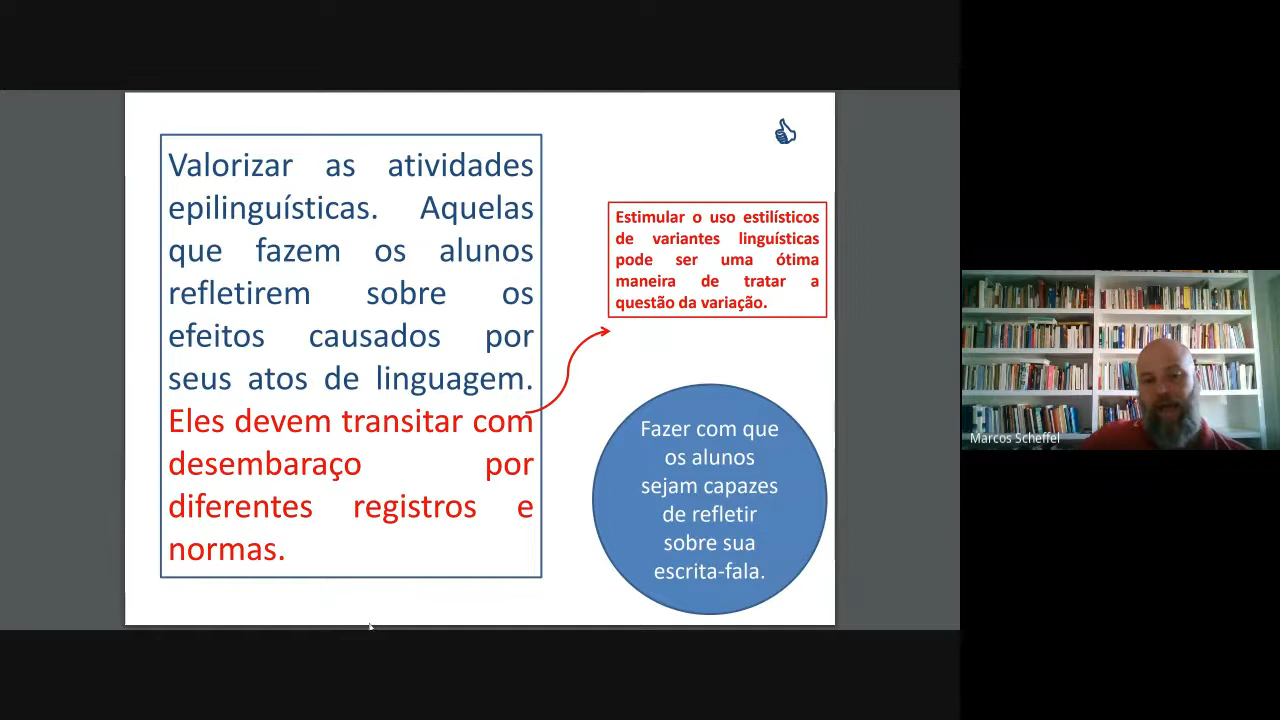 Valorizar as atividades
epilinguísticas. Aquelas
que fazem os alunos
refletirem sobre os
efeitos causados por
seus atos de linguagem.
Eles devem transitar com
desembaraço por
diferentes registros e
normas.
Estimular o uso estilísticos
de variantes linguísticas
pode ser uma ótima
maneira de tratar a
questão da variação.
Fazer com que
os alunos
sejam capazes
de refletir
sobre sua
escrita-fala.
Marcos Scheffel